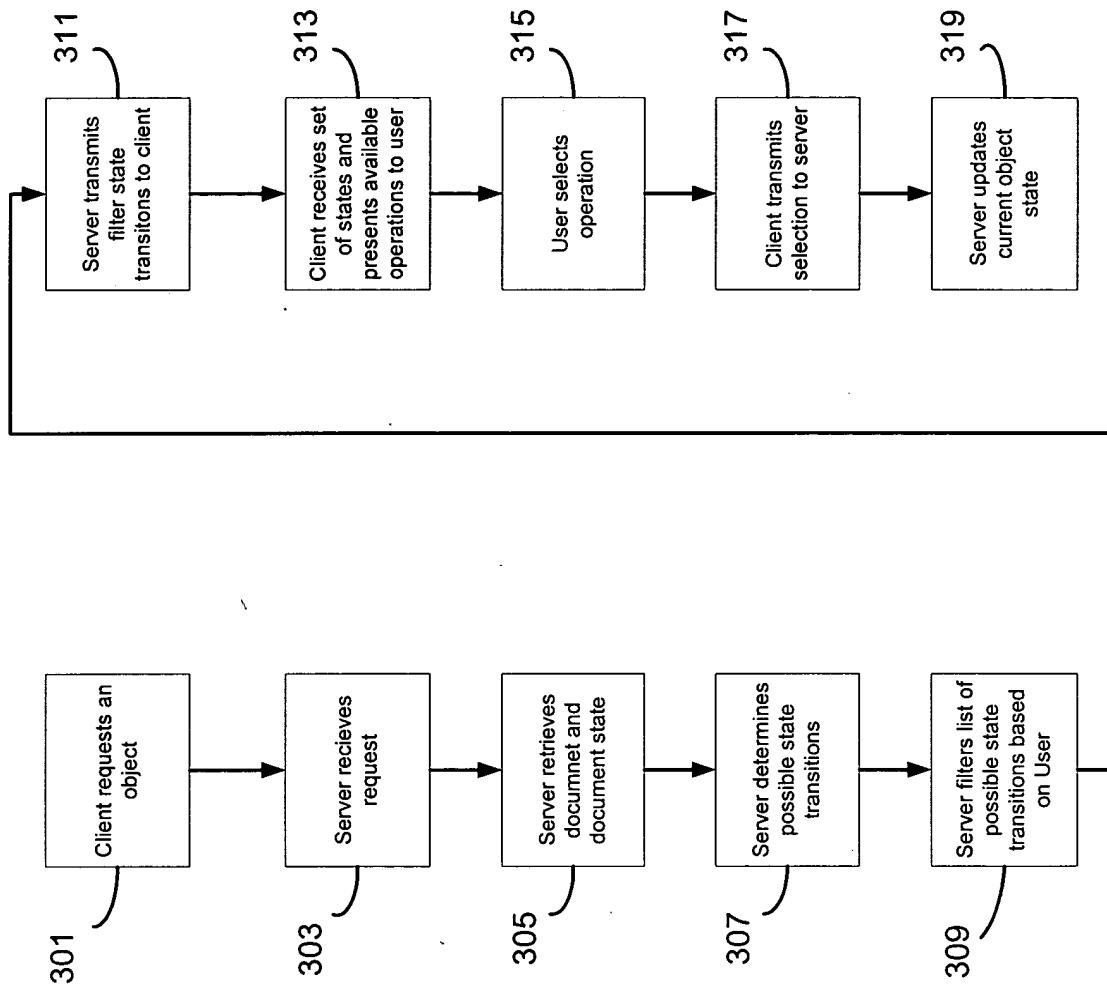 301
Client requests an
object
303
Server recieves
request
305
Server retrieves
documnet and
document state
307
Server determines
possible state
transitions
309
Server filters list of
possible state
transitions based
on User
311
Server transmits
filter state
transitons to client
313
Client receives set
of states and
presents available
operations to user
315
User selects
operation
317
Client transmits
selection to server
319
Server updates
current object
state